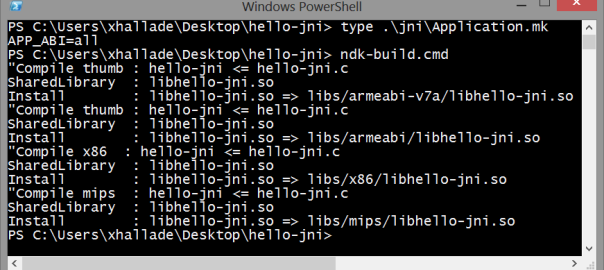 Windows PowerShell
PS C:\Users\xhallade\Desktop\hello-jni> type .\jni\Application.mk
APP_ABI=all
PS C:\Users\xhallade\Desktop\hello-jni> ndk-build.cmd
"Compile thumb : hello-jni <= hello-jni.c
SharedLibrary  : libhello-jni.so
Install        : libhello-jni.so => libs/armeabi-v7a/libhello-jni.so
"Compile thumb : hello-jni <= hello-jni.c
SharedLibrary  : libhello-jni.so
Install        : libhello-jni.so => libs/armeabi/libhello-jni.so
"Compile x86  : hello-jni <= hello-jni.c
SharedLibrary  : libhello-jni.so
Install        : libhello-jni.so => libs/x86/libhello-jni.so
"Compile mips  : hello-jni <= hello-jni.c
SharedLibrary  : libhello-jni.so
Install        : libhello-jni.so => libs/mips/libhello-jni.so
PS C:\Users\xhallade\Desktop\hello-jni>